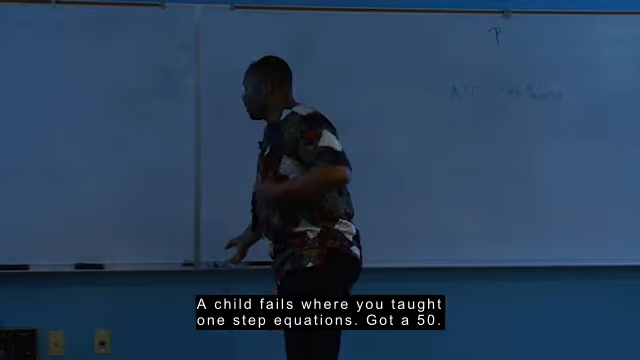 P
A child fails where you taught
one step equations. Got a 50.